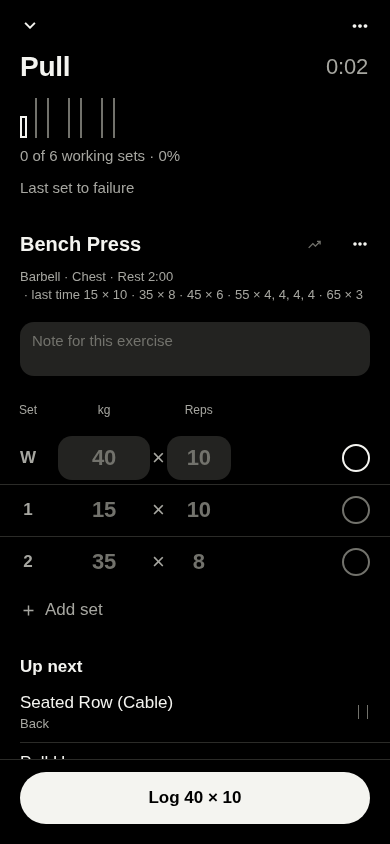 Pull
0:02
0 of 6 working sets · 0%
Last set to failure
Bench Press
Barbell · Chest · Rest 2:00
· last time 15 × 10 · 35 × 8 · 45 × 6 · 55 × 4, 4, 4, 4 · 65 × 3
Note for this exercise
Set kg Reps
W 40 × 10
1 15 × 10
2 35 × 8
+ Add set
Up next
Seated Row (Cable)
Back
Log 40 × 10